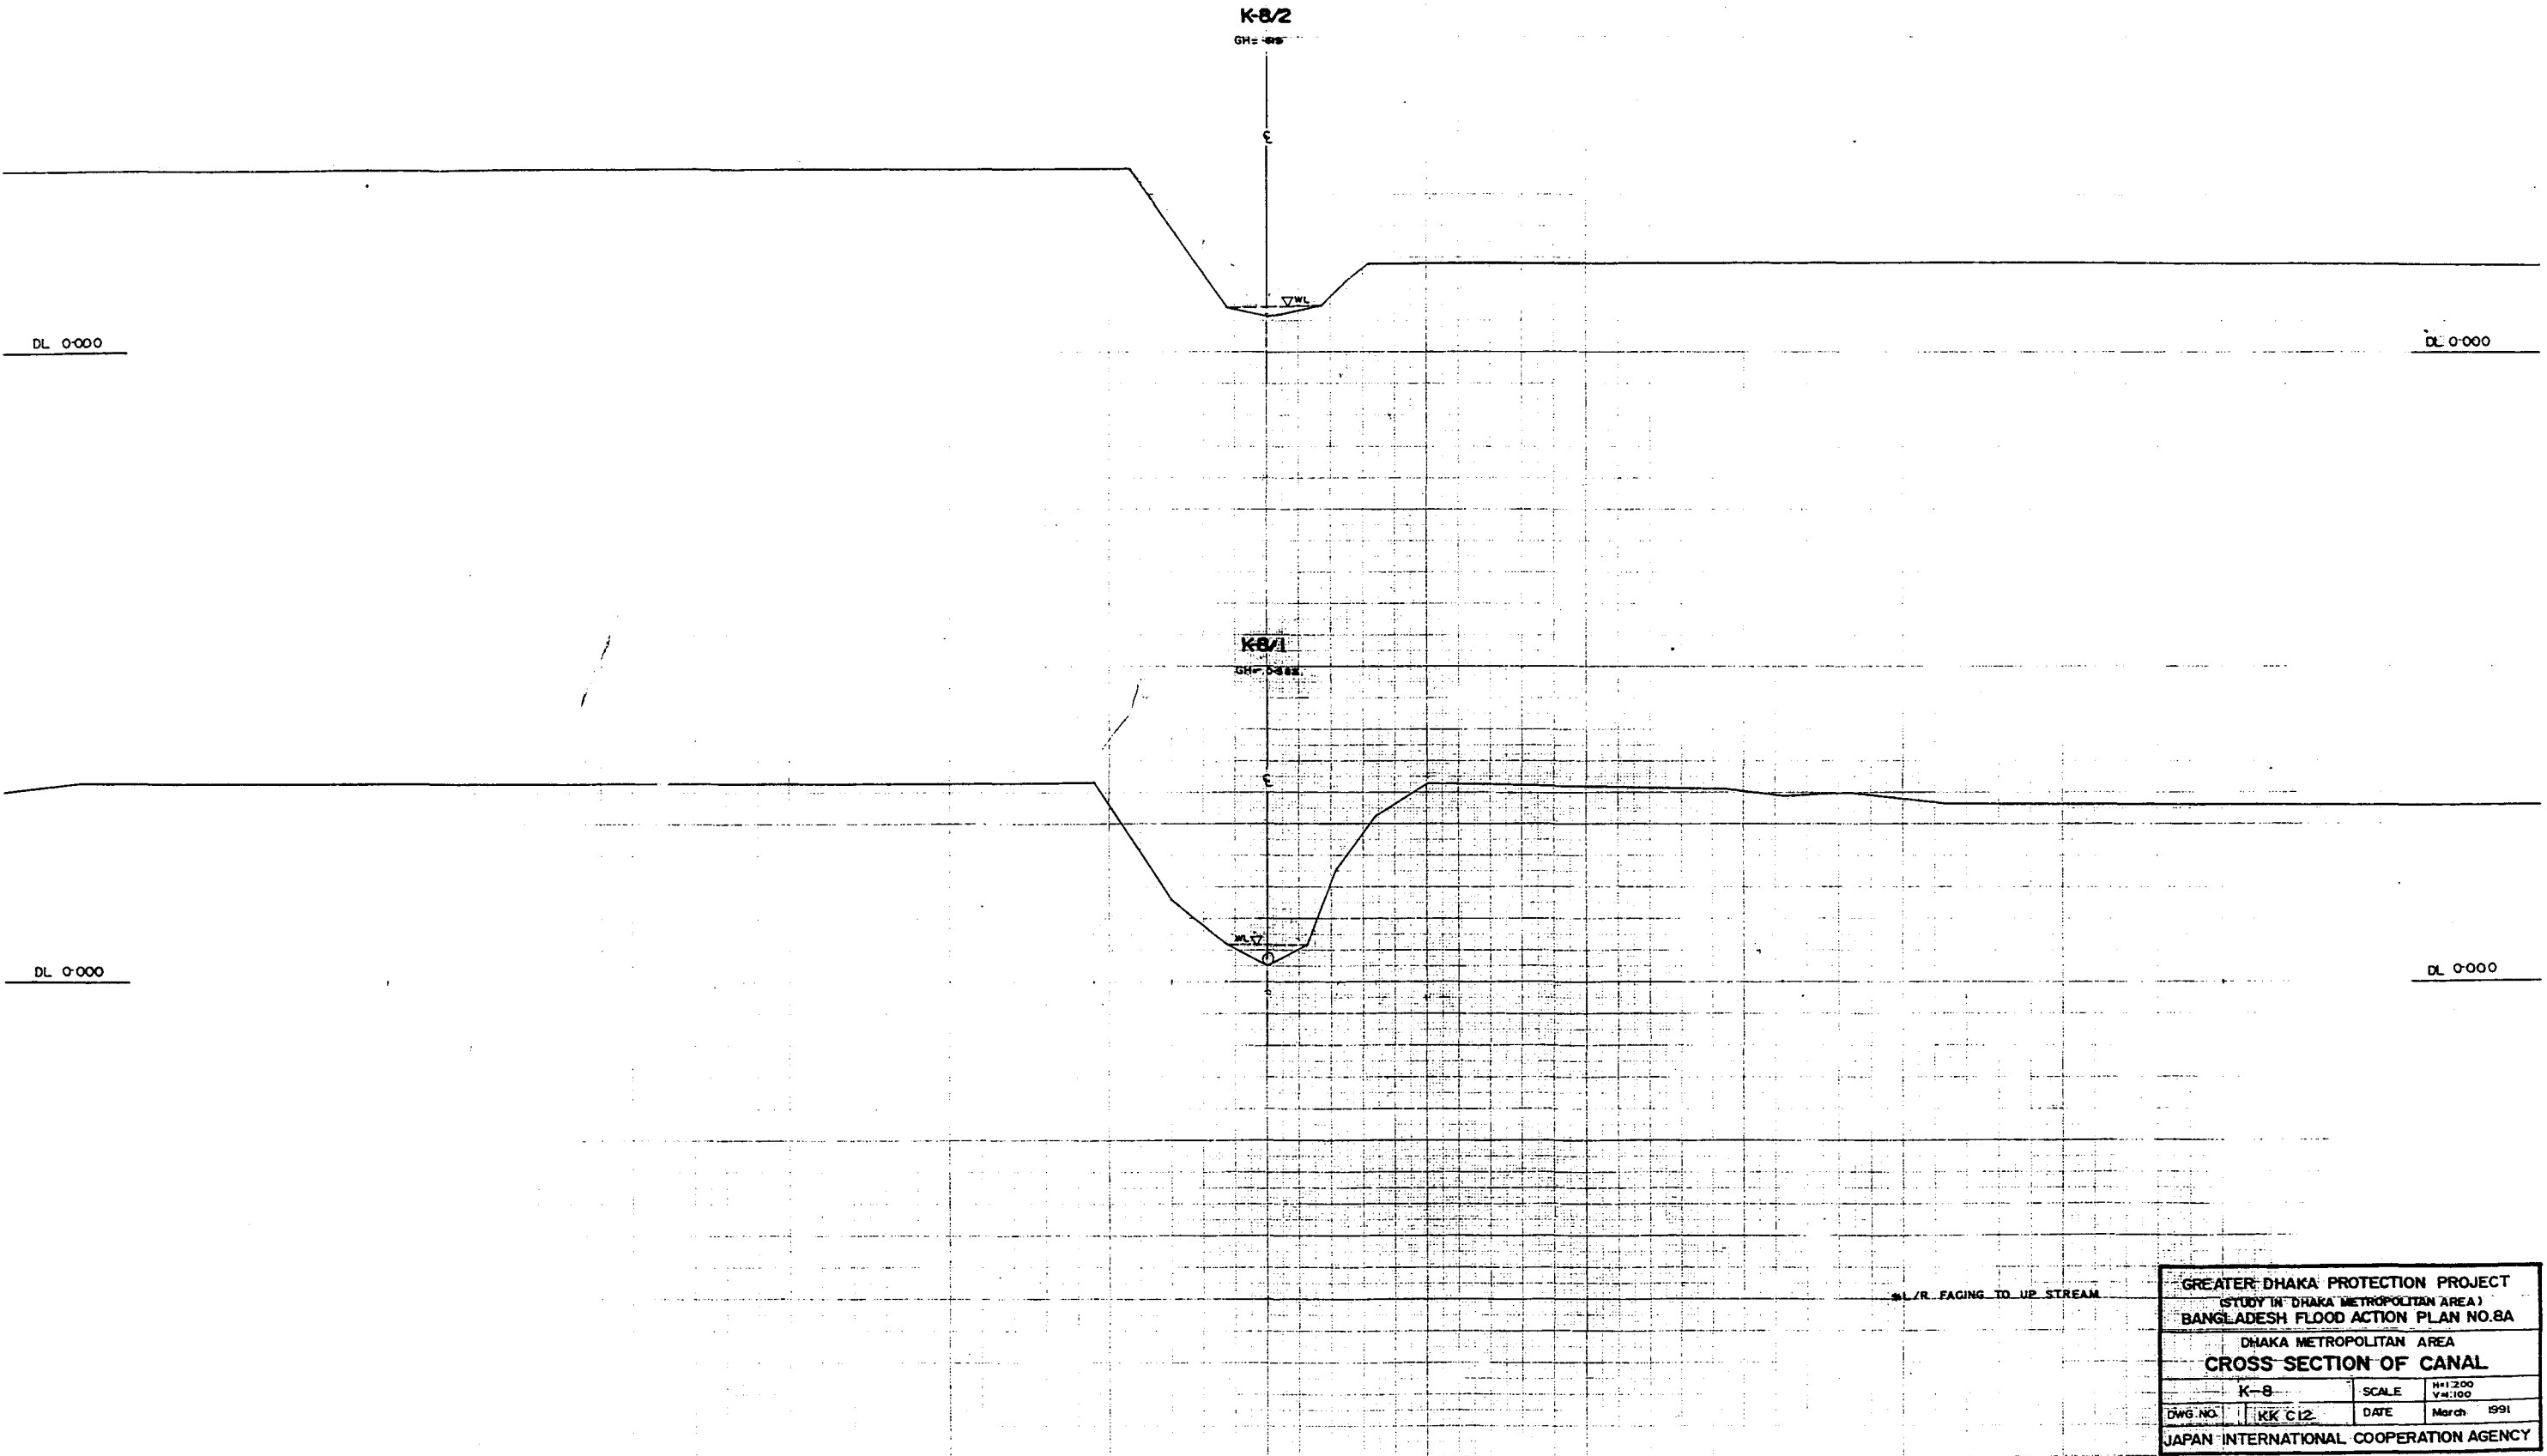 K-8/2
GH=
℄
WL
DL 0·000
DL 0·000
K-8/1
GH=
℄
WL
DL 0·000
DL 0·000
*L/R FACING TO UP STREAM
GREATER DHAKA PROTECTION PROJECT
(STUDY IN DHAKA METROPOLITAN AREA)
BANGLADESH FLOOD ACTION PLAN NO.8A
DHAKA METROPOLITAN AREA
CROSS SECTION OF CANAL
K-8 SCALE H=1:200 V=1:100
DWG.NO. KK C12 DATE March 1991
JAPAN INTERNATIONAL COOPERATION AGENCY